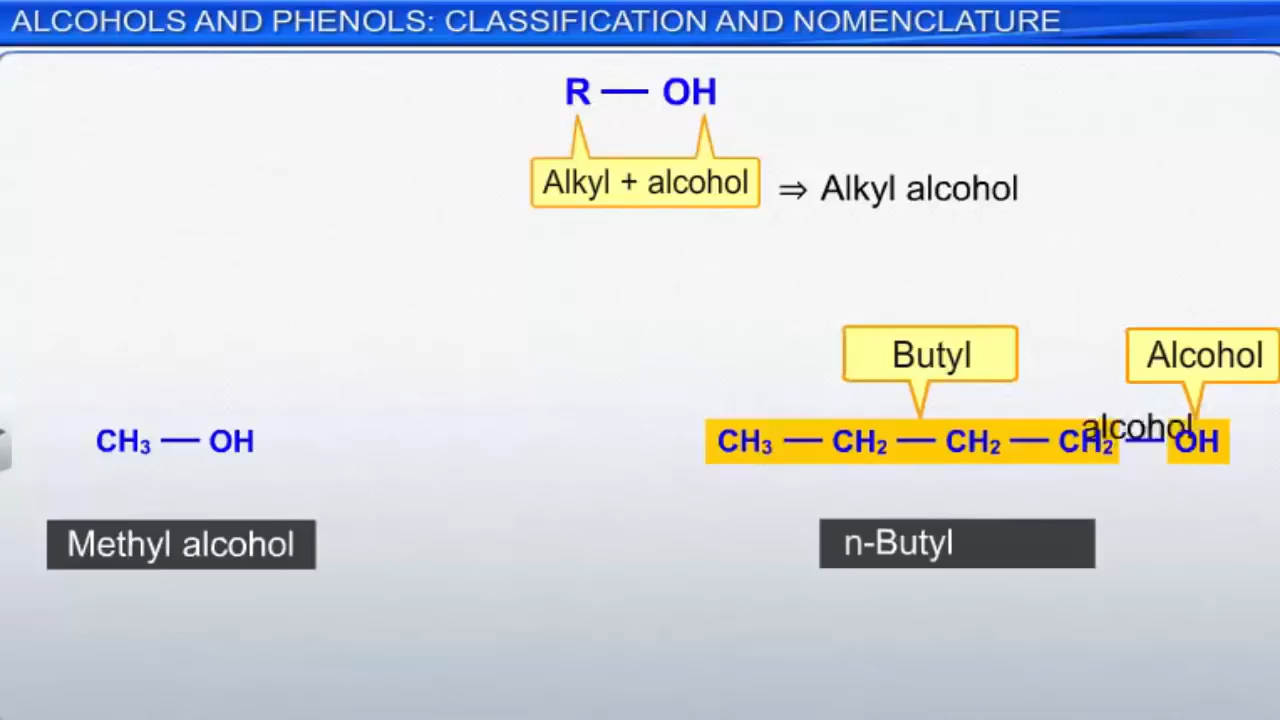 ALCOHOLS AND PHENOLS: CLASSIFICATION AND NOMENCLATURE
R — OH
Alkyl + alcohol ⇒ Alkyl alcohol
Butyl
Alcohol
alcohol
CH₃ — OH
CH₃ — CH₂ — CH₂ — CH₂ — OH
Methyl alcohol
n-Butyl